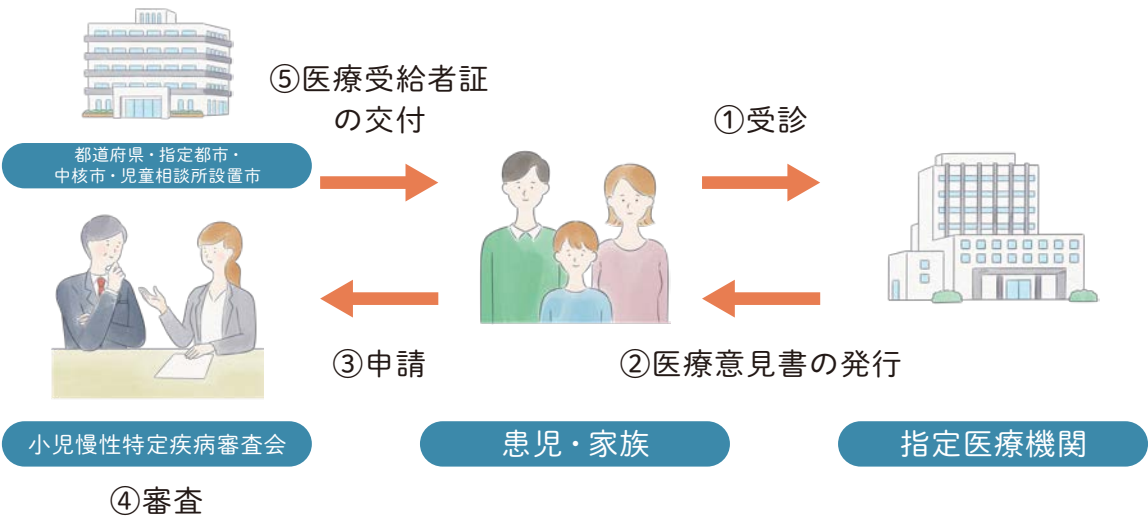 ⑤医療受給者証
の交付
①受診
都道府県・指定都市・
中核市・児童相談所設置市
③申請
②医療意見書の発行
小児慢性特定疾病審査会
患児・家族
指定医療機関
④審査